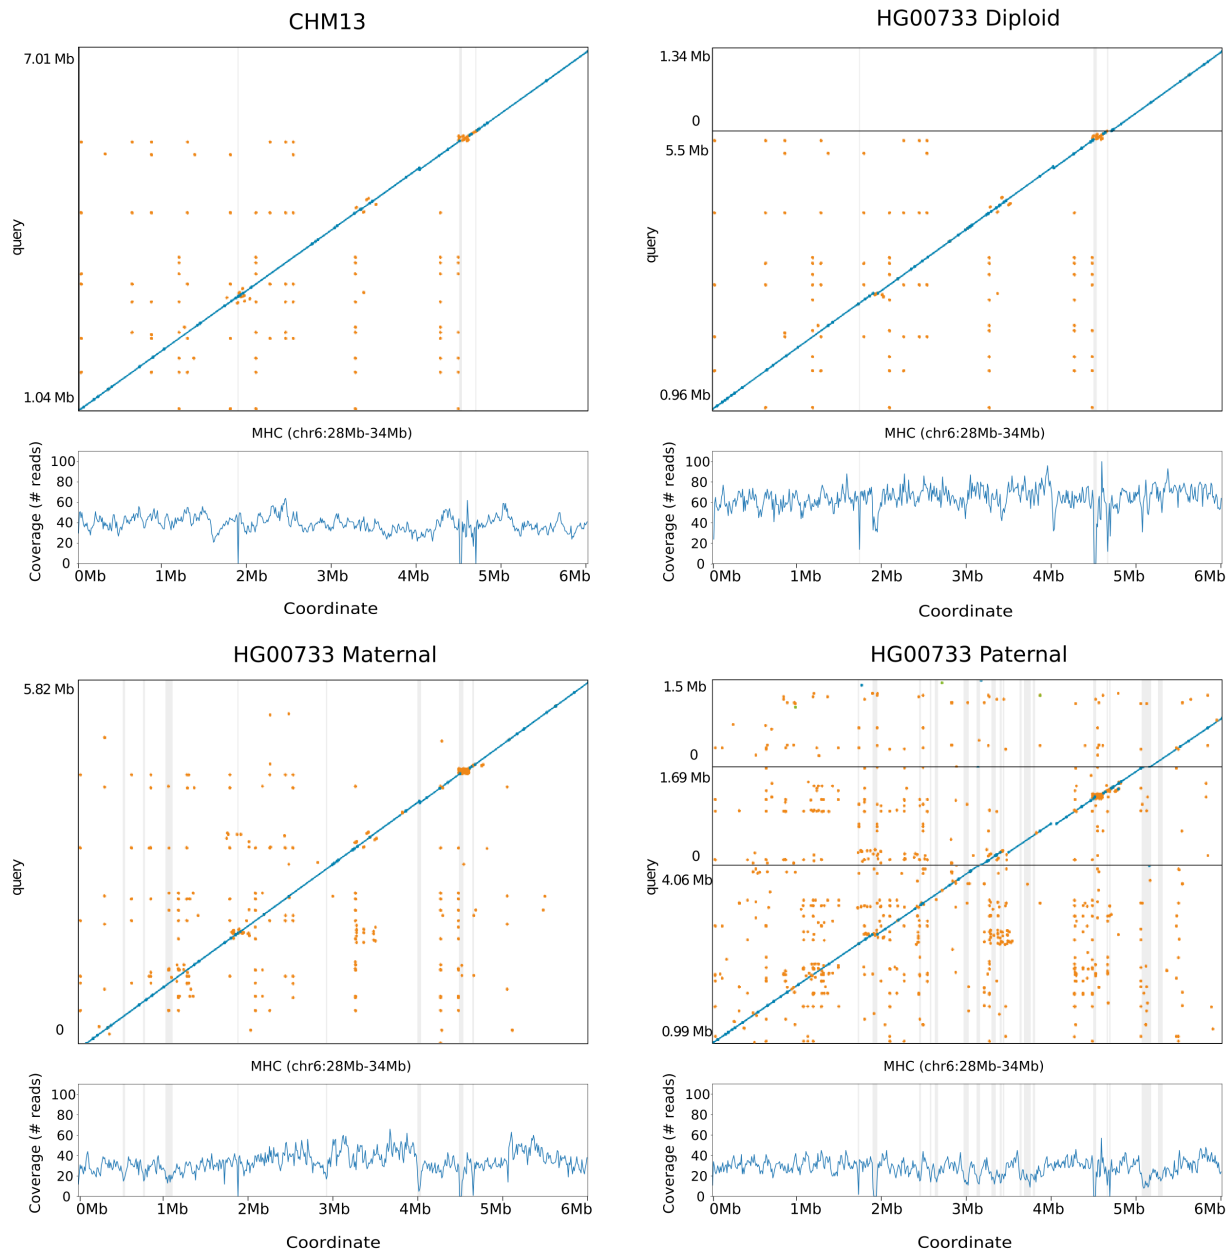 CHM13
7.01 Mb
query
1.04 Mb
MHC (chr6:28Mb-34Mb)
Coverage (# reads)
100
80
60
40
20
0
0Mb 1Mb 2Mb 3Mb 4Mb 5Mb 6Mb
Coordinate
HG00733 Diploid
1.34 Mb
0
5.5 Mb
query
0.96 Mb
MHC (chr6:28Mb-34Mb)
Coverage (# reads)
100
80
60
40
20
0
0Mb 1Mb 2Mb 3Mb 4Mb 5Mb 6Mb
Coordinate
HG00733 Maternal
5.82 Mb
query
0
MHC (chr6:28Mb-34Mb)
Coverage (# reads)
100
80
60
40
20
0
0Mb 1Mb 2Mb 3Mb 4Mb 5Mb 6Mb
Coordinate
HG00733 Paternal
1.5 Mb
0
1.69 Mb
0
query
4.06 Mb
0.99 Mb
MHC (chr6:28Mb-34Mb)
Coverage (# reads)
100
80
60
40
20
0
0Mb 1Mb 2Mb 3Mb 4Mb 5Mb 6Mb
Coordinate